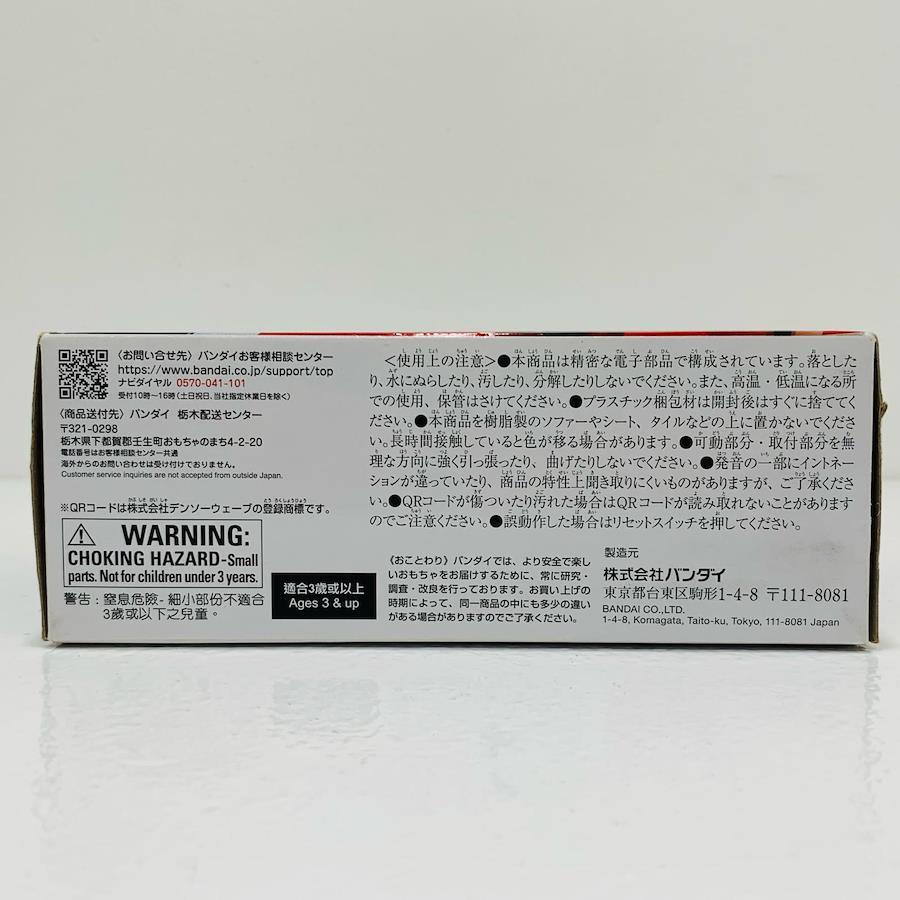 〈お問い合せ先〉バンダイお客様相談センター
https://www.bandai.co.jp/support/top
ナビダイヤル 0570-041-101
受付10時~16時(土日祝日、当社指定休業日を除く)
〈商品送付先〉バンダイ 栃木配送センター
〒321-0298
栃木県下都賀郡壬生町おもちゃのまち4-2-20
電話番号はお客様相談センター共通
海外からのお問い合わせは受け付けておりません。
Customer service inquiries are not accepted from outside Japan.
※QRコードは株式会社デンソーウェーブの登録商標です。
WARNING:
CHOKING HAZARD-Small
parts. Not for children under 3 years.
警告:窒息危險-細小部份不適合
3歲或以下之兒童。
適合3歲或以上
Ages 3 & up
〈使用上の注意〉●本商品は精密な電子部品で構成されています。落とした
り、水にぬらしたり、汚したり、分解したりしないでください。また、高温・低温になる所
での使用、保管はさけてください。●プラスチック梱包材は開封後はすぐに捨ててく
ださい。●本商品を樹脂製のソファーやシート、タイルなどの上に置かないでくださ
い。長時間接触していると色が移る場合があります。●可動部分・取付部分を無
理な方向に強く引っ張ったり、曲げたりしないでください。●発音の一部にイントネー
ションが違っていたり、商品の特性上聞き取りにくいものがありますが、ご了承くださ
い。●QRコードが傷ついたり汚れた場合はQRコードが読み取れないことがあります
のでご注意ください。●誤動作した場合はリセットスイッチを押してください。
〈おことわり〉バンダイでは、より安全で楽
しいおもちゃをお届けするために、常に研究・
調査・改良を行っております。お買い上げの
時期によって、同一商品の中にも多少の違い
がある場合がありますのでご了承ください。
製造元
株式会社バンダイ
東京都台東区駒形1-4-8 〒111-8081
BANDAI CO.,LTD.
1-4-8, Komagata, Taito-ku, Tokyo, 111-8081 Japan